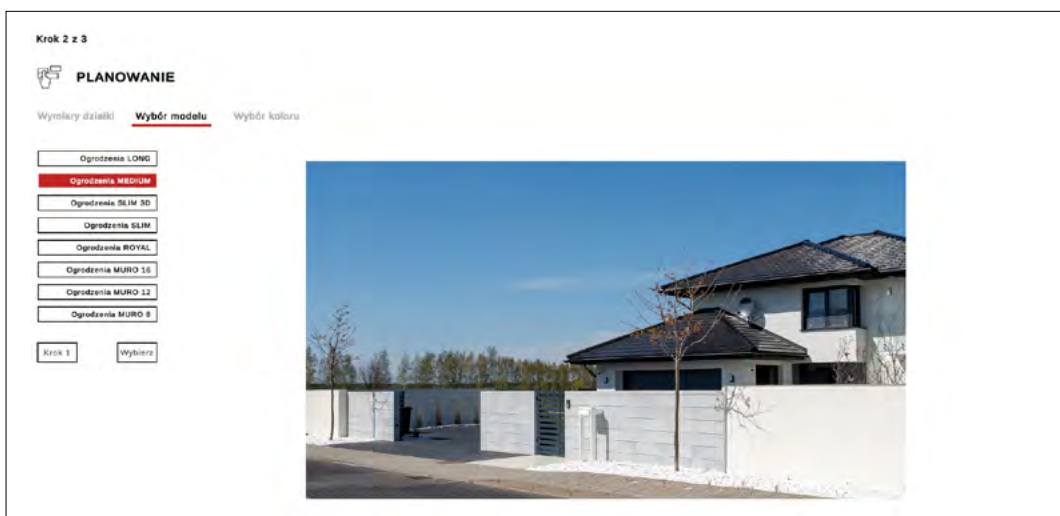 Krok 2 z 3
PLANOWANIE
Wymiary działki Wybór modelu Wybór koloru
Ogrodzenia LONG
Ogrodzenia MEDIUM
Ogrodzenia SLIM 3D
Ogrodzenia SLIM
Ogrodzenia ROYAL
Ogrodzenia MURO 16
Ogrodzenia MURO 12
Ogrodzenia MURO 8
Krok 1 Wybierz